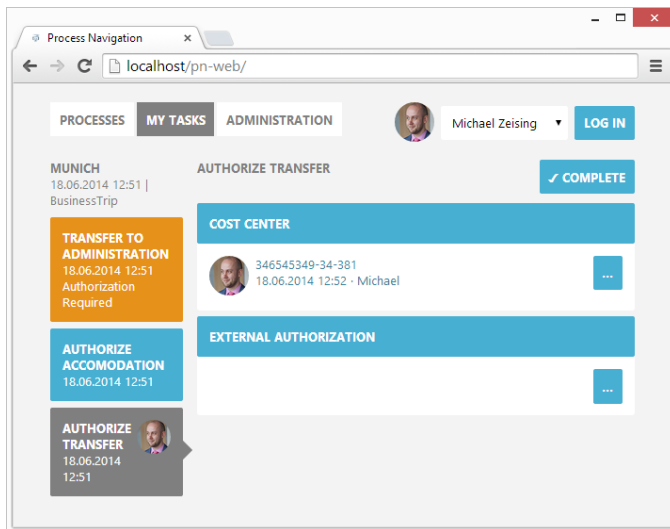 Process Navigation
localhost/pn-web/
PROCESSES MY TASKS ADMINISTRATION
Michael Zeising
LOG IN
MUNICH
18.06.2014 12:51 |
BusinessTrip
AUTHORIZE TRANSFER
✓ COMPLETE
TRANSFER TO
ADMINISTRATION
18.06.2014 12:51
Authorization
Required
AUTHORIZE
ACCOMODATION
18.06.2014 12:51
AUTHORIZE
TRANSFER
18.06.2014
12:51
COST CENTER
346545349-34-381
18.06.2014 12:52 · Michael
...
EXTERNAL AUTHORIZATION
...